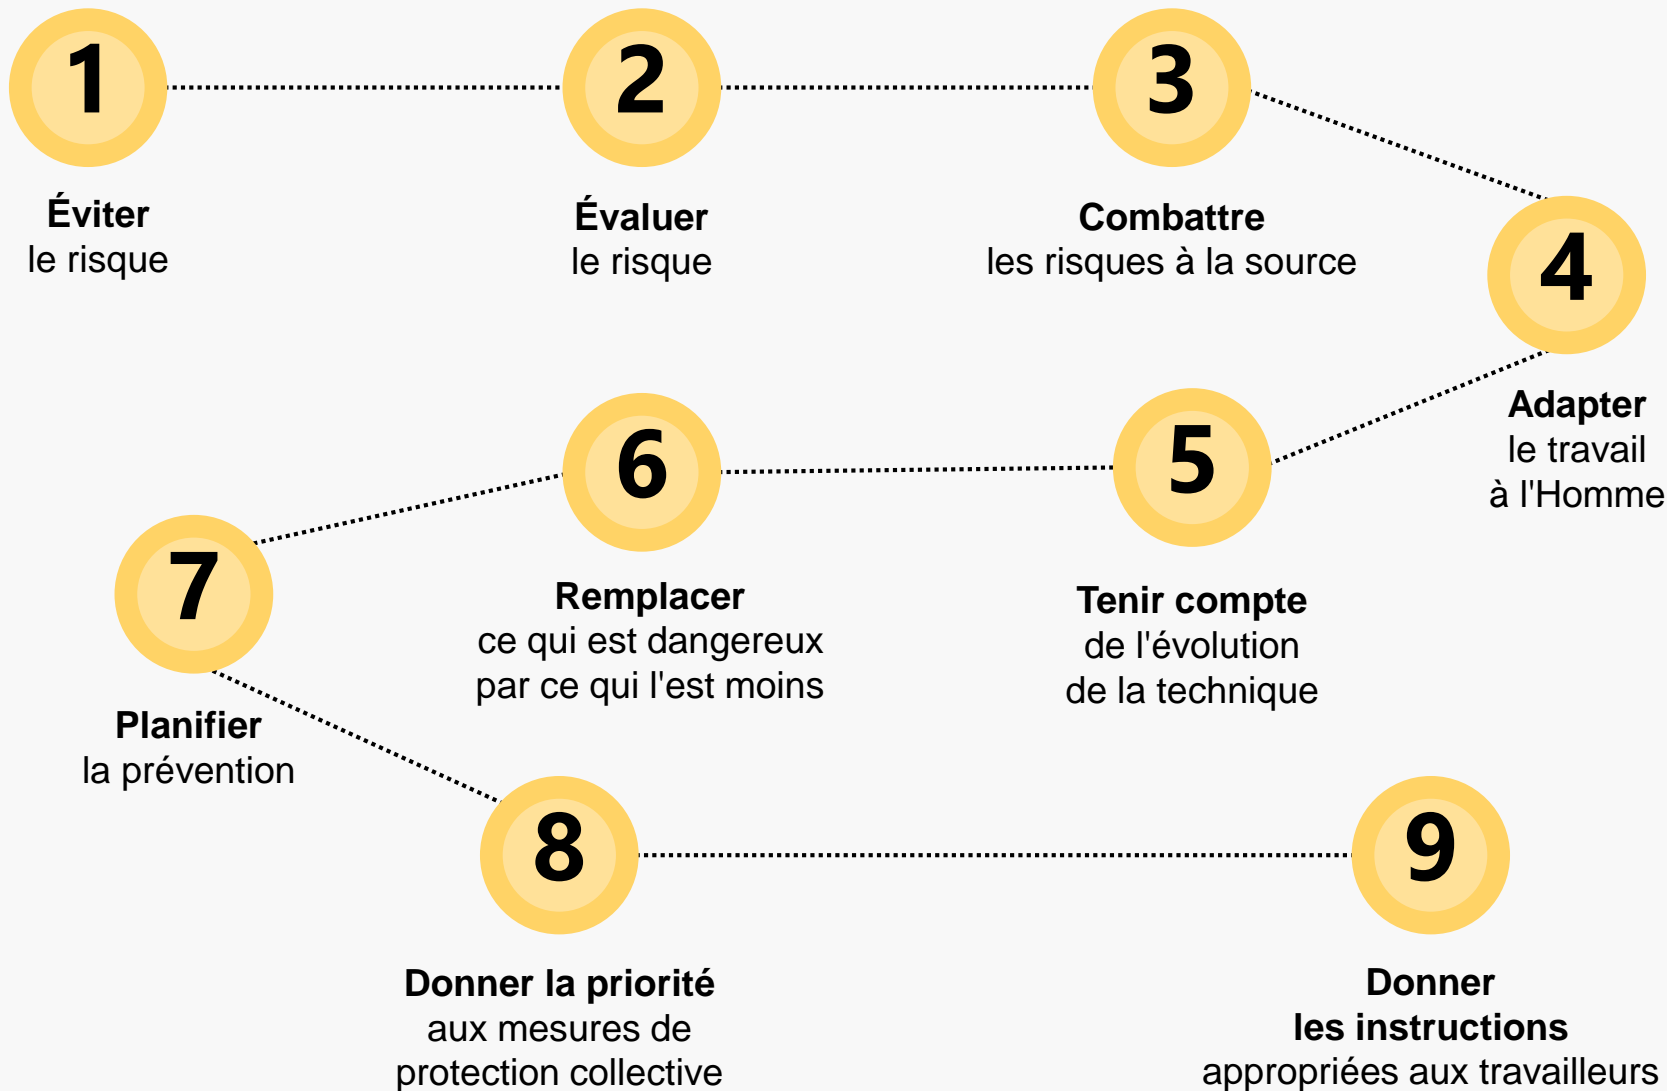 1
Éviter
le risque
2
Évaluer
le risque
3
Combattre
les risques à la source
4
Adapter
le travail
à l'Homme
5
Tenir compte
de l'évolution
de la technique
6
Remplacer
ce qui est dangereux
par ce qui l'est moins
7
Planifier
la prévention
8
Donner la priorité
aux mesures de
protection collective
9
Donner
les instructions
appropriées aux travailleurs